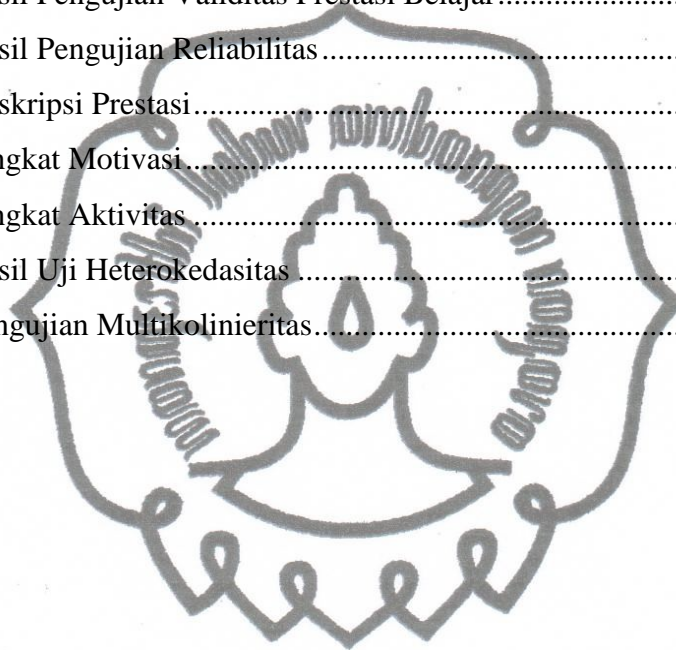 sil Pengujian Validitas Prestasi Belajar
sil Pengujian Reliabilitas
skripsi Prestasi
ngkat Motivasi
ngkat Aktivitas
sil Uji Heterokedasitas
ngujian Multikolinieritas